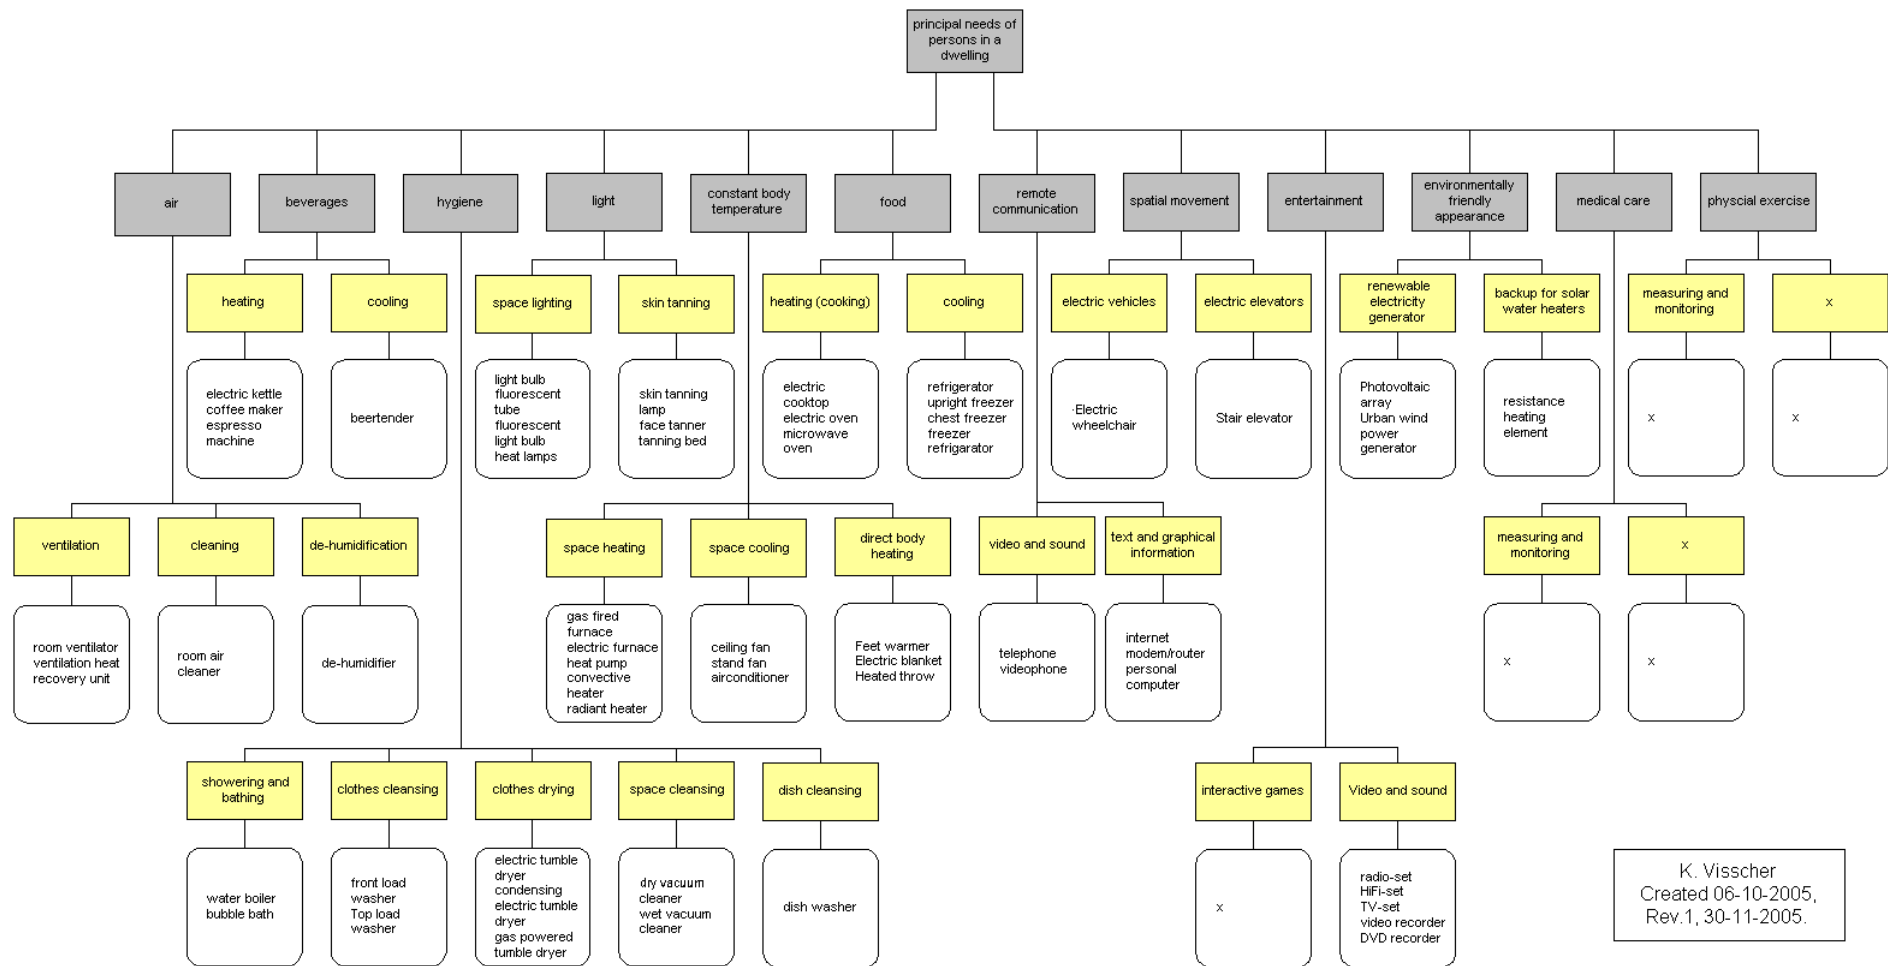 principal needs of
persons in a
dwelling
air
beverages
hygiene
light
constant body
temperature
food
remote
communication
spatial movement
entertainment
environmentally
friendly
appearance
medical care
physcial exercise
heating
cooling
space lighting
skin tanning
heating (cooking)
cooling
electric vehicles
electric elevators
renewable
electricity
generator
backup for solar
water heaters
measuring and
monitoring
x
electric kettle
coffee maker
espresso
machine
beertender
light bulb
fluorescent
tube
fluorescent
light bulb
heat lamps
skin tanning
lamp
face tanner
tanning bed
electric
cooktop
electric oven
microwave
oven
refrigerator
upright freezer
chest freezer
freezer
refrigarator
·Electric
wheelchair
Stair elevator
Photovoltaic
array
Urban wind
power
generator
resistance
heating
element
x
x
ventilation
cleaning
de-humidification
space heating
space cooling
direct body
heating
video and sound
text and graphical
information
measuring and
monitoring
x
room ventilator
ventilation heat
recovery unit
room air
cleaner
de-humidifier
gas fired
furnace
electric furnace
heat pump
convective
heater
radiant heater
ceiling fan
stand fan
airconditioner
Feet warmer
Electric blanket
Heated throw
telephone
videophone
internet
modem/router
personal
computer
x
x
showering and
bathing
clothes cleansing
clothes drying
space cleansing
dish cleansing
interactive games
Video and sound
water boiler
bubble bath
front load
washer
Top load
washer
electric tumble
dryer
condensing
electric tumble
dryer
gas powered
tumble dryer
dry vacuum
cleaner
wet vacuum
cleaner
dish washer
x
radio-set
HiFi-set
TV-set
video recorder
DVD recorder
K. Visscher
Created 06-10-2005,
Rev.1, 30-11-2005.